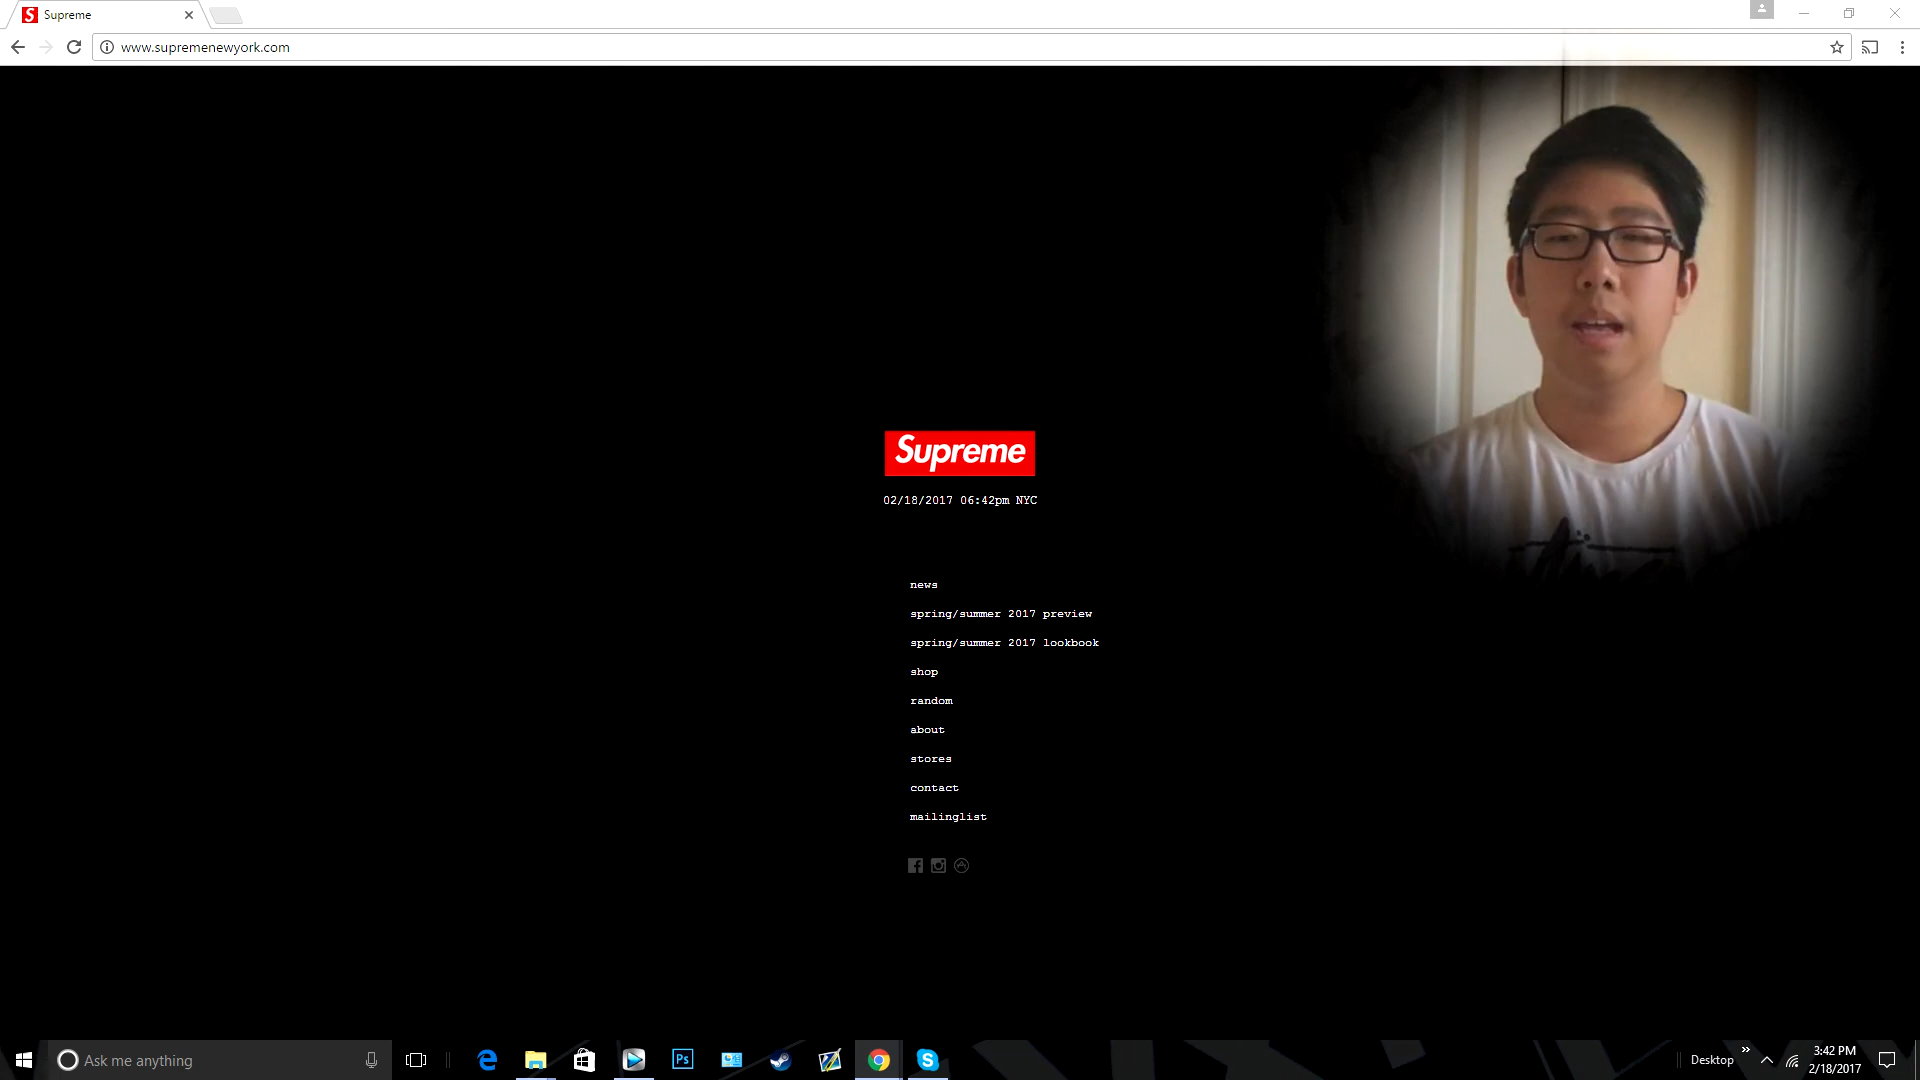 Supreme
www.supremenewyork.com
Supreme
02/18/2017 06:42pm NYC
news
spring/summer 2017 preview
spring/summer 2017 lookbook
shop
random
about
stores
contact
mailinglist
Ask me anything
Ps
Desktop
3:42 PM
2/18/2017